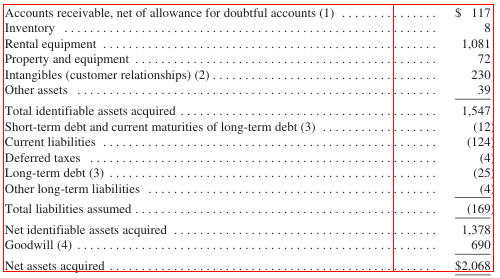 Accounts receivable, net of allowance for doubtful accounts (1) . . . . . . . . . . . . . . . $ 117
Inventory . . . . . . . . . . . . . . . . . . . . . . . . . . . . . . . . . . . . . . . . . . . . . . . . . . . . . . 8
Rental equipment . . . . . . . . . . . . . . . . . . . . . . . . . . . . . . . . . . . . . . . . . . . . . . . . 1,081
Property and equipment . . . . . . . . . . . . . . . . . . . . . . . . . . . . . . . . . . . . . . . . . . . 72
Intangibles (customer relationships) (2) . . . . . . . . . . . . . . . . . . . . . . . . . . . . . . . . . 230
Other assets . . . . . . . . . . . . . . . . . . . . . . . . . . . . . . . . . . . . . . . . . . . . . . . . . . . . 39
Total identifiable assets acquired . . . . . . . . . . . . . . . . . . . . . . . . . . . . . . . . . . . . . 1,547
Short-term debt and current maturities of long-term debt (3) . . . . . . . . . . . . . . . . . . (12)
Current liabilities . . . . . . . . . . . . . . . . . . . . . . . . . . . . . . . . . . . . . . . . . . . . . . . . (124)
Deferred taxes . . . . . . . . . . . . . . . . . . . . . . . . . . . . . . . . . . . . . . . . . . . . . . . . . . (4)
Long-term debt (3) . . . . . . . . . . . . . . . . . . . . . . . . . . . . . . . . . . . . . . . . . . . . . . . (25)
Other long-term liabilities . . . . . . . . . . . . . . . . . . . . . . . . . . . . . . . . . . . . . . . . . . (4)
Total liabilities assumed . . . . . . . . . . . . . . . . . . . . . . . . . . . . . . . . . . . . . . . . . . . (169)
Net identifiable assets acquired . . . . . . . . . . . . . . . . . . . . . . . . . . . . . . . . . . . . . . 1,378
Goodwill (4) . . . . . . . . . . . . . . . . . . . . . . . . . . . . . . . . . . . . . . . . . . . . . . . . . . . . 690
Net assets acquired . . . . . . . . . . . . . . . . . . . . . . . . . . . . . . . . . . . . . . . . . . . . . . . $2,068